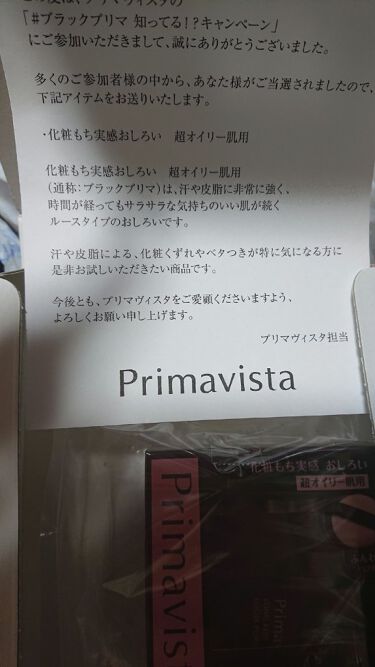 この度は、プリマヴィスタの
「#ブラックプリマ 知ってる!?キャンペーン」
にご参加いただきまして、誠にありがとうございました。
多くのご参加者様の中から、あなた様がご当選されましたので、
下記アイテムをお送りいたします。
・化粧もち実感おしろい 超オイリー肌用
化粧もち実感おしろい 超オイリー肌用
(通称:ブラックプリマ)は、汗や皮脂に非常に強く、
時間が経ってもサラサラな気持ちのいい肌が続く
ルースタイプのおしろいです。
汗や皮脂による、化粧くずれやベタつきが特に気になる方に
是非お試しいただきたい商品です。
今後とも、プリマヴィスタをご愛顧くださいますよう、
よろしくお願い申し上げます。
プリマヴィスタ担当
Primavista
化粧もち実感 おしろい
超オイリー肌用
Primavis
Prima